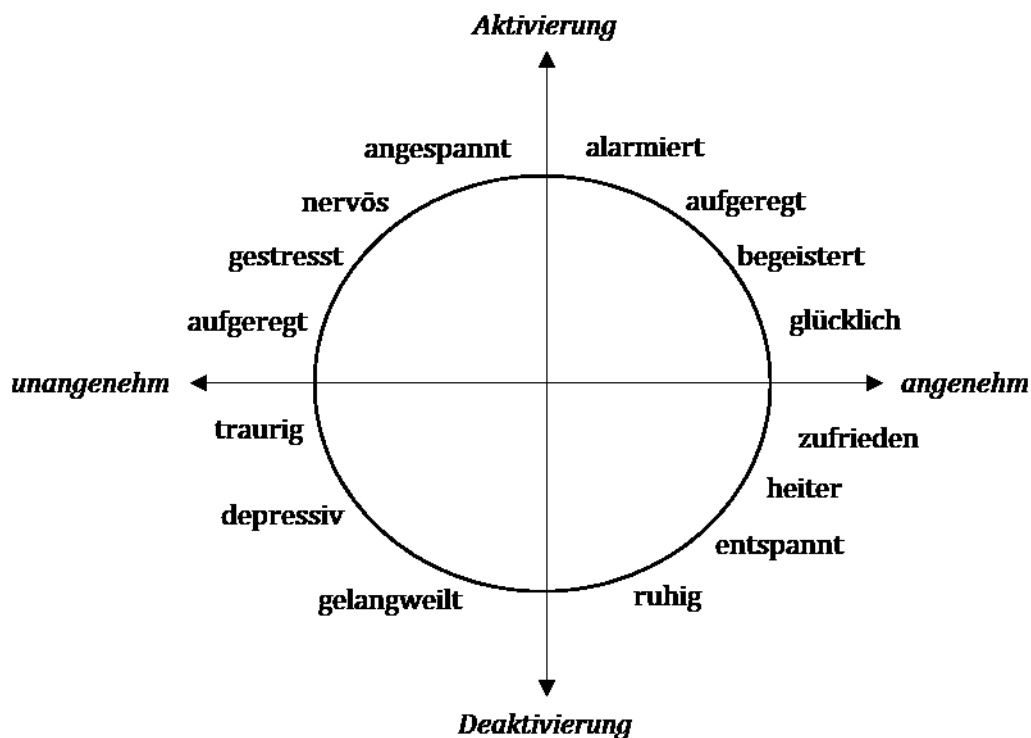 Aktivierung
angespannt
alarmiert
nervös
aufgeregt
gestresst
begeistert
aufgeregt
glücklich
unangenehm
angenehm
traurig
zufrieden
heiter
depressiv
entspannt
gelangweilt
ruhig
Deaktivierung